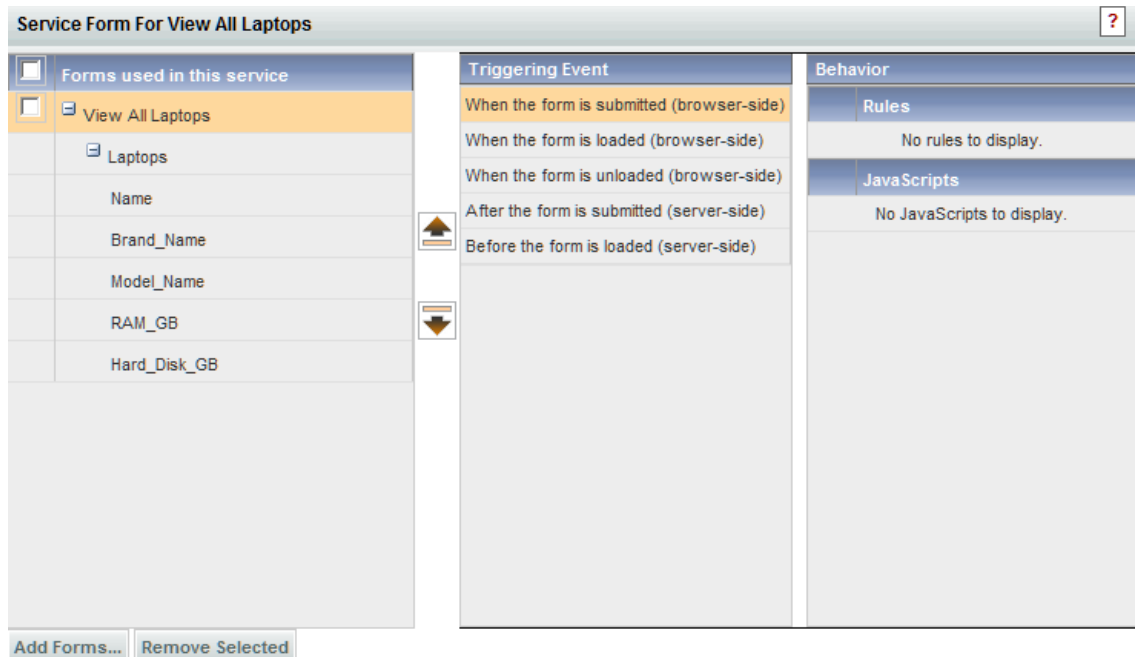 Service Form For View All Laptops
?
Forms used in this service
View All Laptops
Laptops
Name
Brand_Name
Model_Name
RAM_GB
Hard_Disk_GB
Triggering Event
When the form is submitted (browser-side)
When the form is loaded (browser-side)
When the form is unloaded (browser-side)
After the form is submitted (server-side)
Before the form is loaded (server-side)
Behavior
Rules
No rules to display.
JavaScripts
No JavaScripts to display.
Add Forms...
Remove Selected